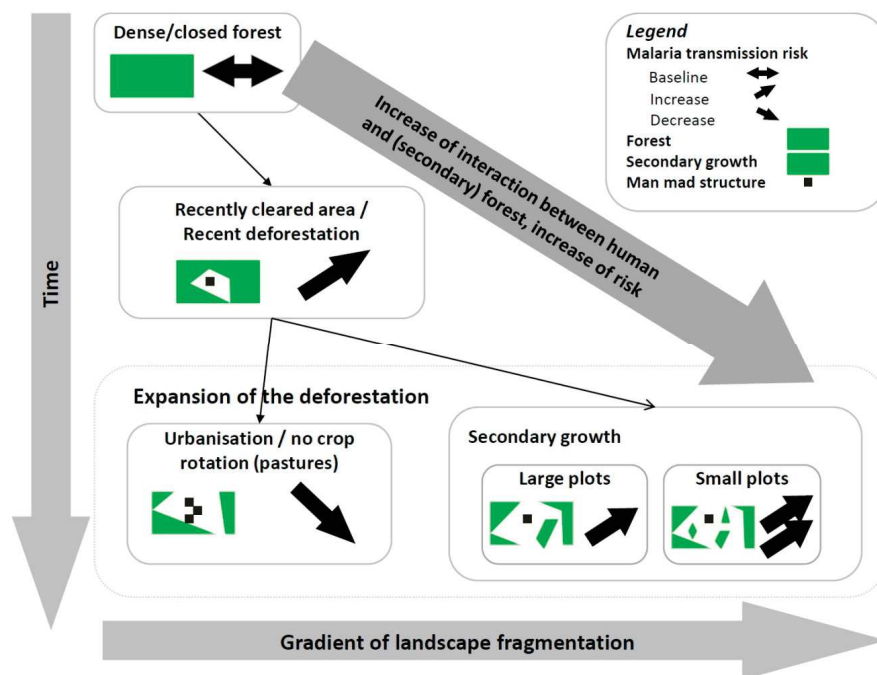 Dense/closed forest
Legend
Malaria transmission risk
Baseline
Increase
Decrease
Forest
Secondary growth
Man mad structure
Increase of interaction between human
and (secondary) forest, increase of risk
Recently cleared area /
Recent deforestation
Time
Expansion of the deforestation
Urbanisation / no crop
rotation (pastures)
Secondary growth
Large plots
Small plots
Gradient of landscape fragmentation